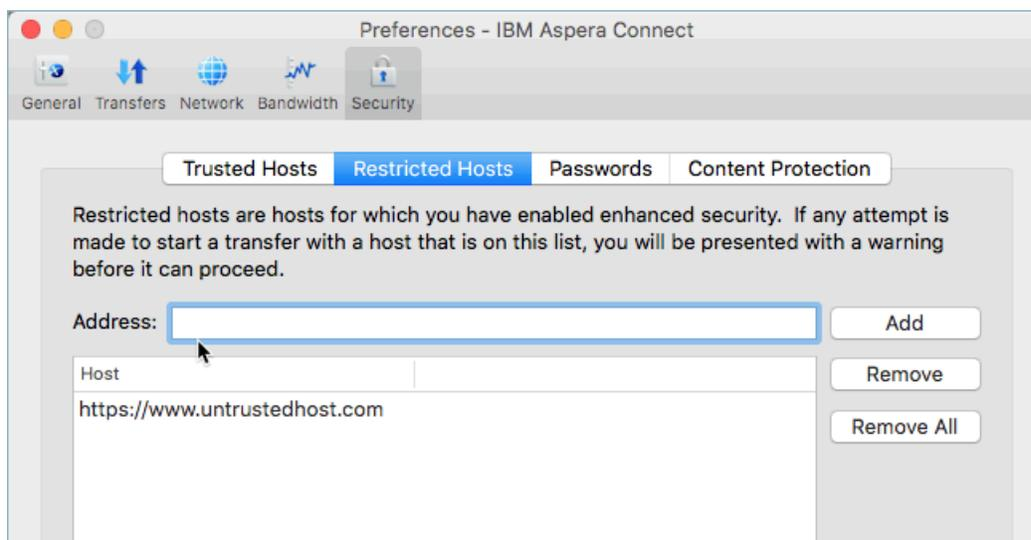 Preferences - IBM Aspera Connect
General Transfers Network Bandwidth Security
Trusted Hosts Restricted Hosts Passwords Content Protection
Restricted hosts are hosts for which you have enabled enhanced security.  If any attempt is
made to start a transfer with a host that is on this list, you will be presented with a warning
before it can proceed.
Address: Add
Host Remove
https://www.untrustedhost.com
Remove All